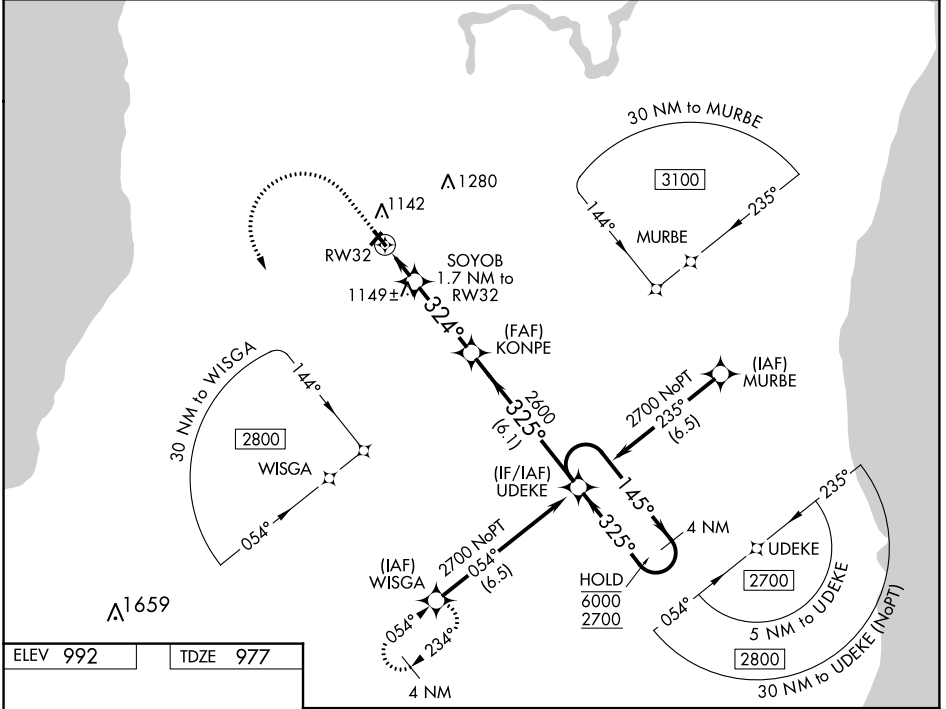 30 NM to MURBE
3100
144°
235°
MURBE
1280
1142
RW32
SOYOB
1.7 NM to
RW32
1149±
324°
(FAF)
KONPE
(IAF)
MURBE
2700 NoPT
235°
(6.5)
30 NM to WISGA
144°
2800
WISGA
054°
2600
325°
(6.1)
(IF/IAF)
UDEKE
145°
325°
4 NM
HOLD
6000
2700
235°
UDEKE
2700
054°
5 NM to UDEKE
2800
30 NM to UDEKE (NoPT)
2700 NoPT
054°
(6.5)
(IAF)
WISGA
054°
234°
4 NM
1659
ELEV 992
TDZE 977